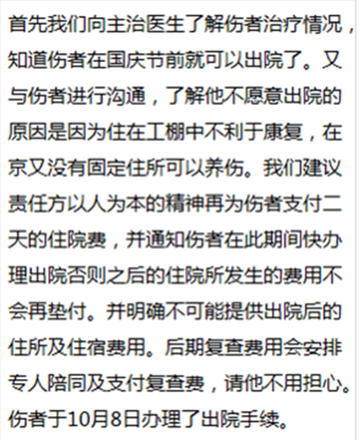 首先我们向主治医生了解伤者治疗情况，
知道伤者在国庆节前就可以出院了。又
与伤者进行沟通，了解他不愿意出院的
原因是因为住在工棚中不利于康复，在
京又没有固定住所可以养伤。我们建议
责任方以人为本的精神再为伤者支付二
天的住院费，并通知伤者在此期间快办
理出院否则之后的住院所发生的费用不
会再垫付。并明确不可能提供出院后的
住所及住宿费用。后期复查费用会安排
专人陪同及支付复查费，请他不用担心。
伤者于10月8日办理了出院手续。